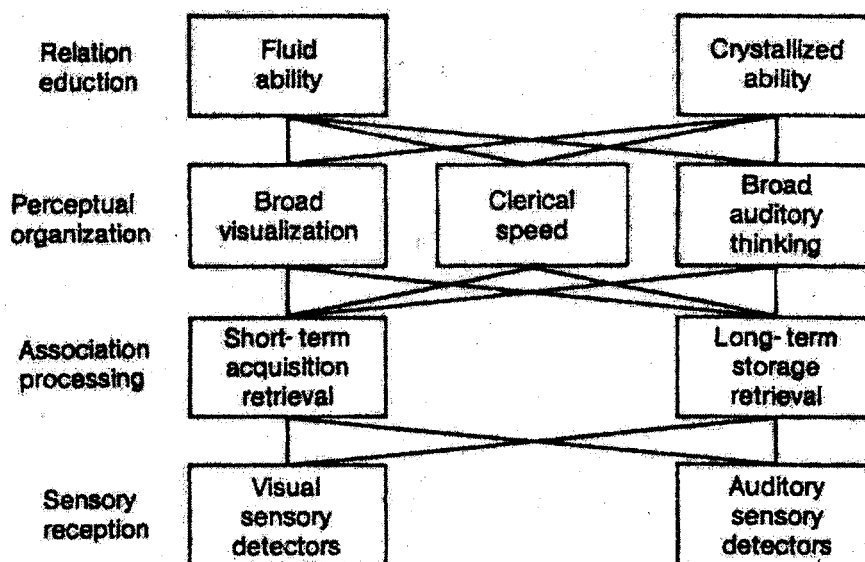 Relation
eduction
Fluid
ability
Crystallized
ability
Perceptual
organization
Broad
visualization
Clerical
speed
Broad
auditory
thinking
Association
processing
Short-term
acquisition
retrieval
Long-term
storage
retrieval
Sensory
reception
Visual
sensory
detectors
Auditory
sensory
detectors